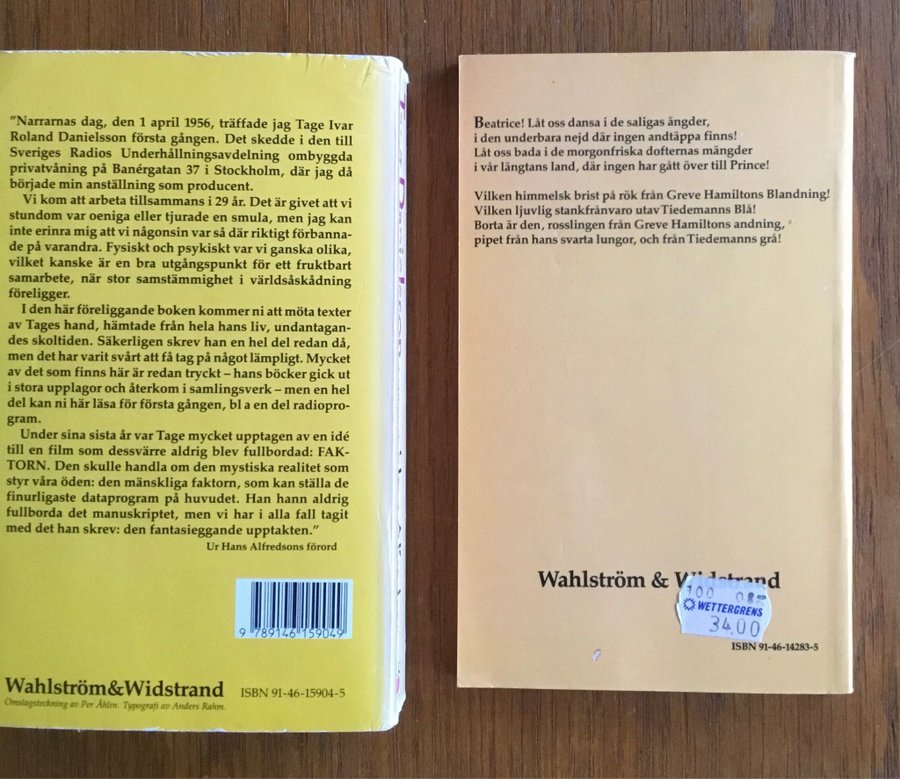 "Narrarnas dag, den 1 april 1956, träffade jag Tage Ivar
Roland Danielsson första gången. Det skedde i den till
Sveriges Radios Underhållningsavdelning ombyggda
privatvåning på Banérgatan 37 i Stockholm, där jag då
började min anställning som producent.
Vi kom att arbeta tillsammans i 29 år. Det är givet att vi
stundom var oeniga eller tjurade en smula, men jag kan
inte erinra mig att vi någonsin var så där riktigt förbanna-
de på varandra. Fysiskt och psykiskt var vi ganska olika,
vilket kanske är en bra utgångspunkt för ett fruktbart
samarbete, när stor samstämmighet i världsåskådning
föreligger.
I den här föreliggande boken kommer ni att möta texter
av Tages hand, hämtade från hela hans liv, undantagan-
des skoltiden. Säkerligen skrev han en hel del redan då,
men det har varit svårt att få tag på något lämpligt. Mycket
av det som finns här är redan tryckt – hans böcker gick ut
i stora upplagor och återkom i samlingsverk – men en hel
del kan ni här läsa för första gången, bl a en del radiopro-
gram.
Under sina sista år var Tage mycket upptagen av en idé
till en film som dessvärre aldrig blev fullbordad: FAK-
TORN. Den skulle handla om den mystiska realitet som
styr våra öden: den mänskliga faktorn, som kan ställa de
finurligaste dataprogram på huvudet. Han hann aldrig
fullborda det manuskriptet, men vi har i alla fall tagit
med det han skrev: den fantasieggande upptakten."
Ur Hans Alfredsons förord
9 789146 159049
Wahlström&Widstrand ISBN 91-46-15904-5
Omslagsteckning av Per Åhlin. Typografi av Anders Rahm.
Beatrice! Låt oss dansa i de saligas ängder,
i den underbara nejd där ingen andtäppa finns!
Låt oss bada i de morgonfriska dofternas mängder
i vår längtans land, där ingen har gått över till Prince!
Vilken himmelsk brist på rök från Greve Hamiltons Blandning!
Vilken ljuvlig stankfrånvaro utav Tiedemanns Blå!
Borta är den, rosslingen från Greve Hamiltons andning,
pipet från hans svarta lungor, och från Tiedemanns grå!
Wahlström & Widstrand
100
WETTERGRENS
34.00
ISBN 91-46-14283-5